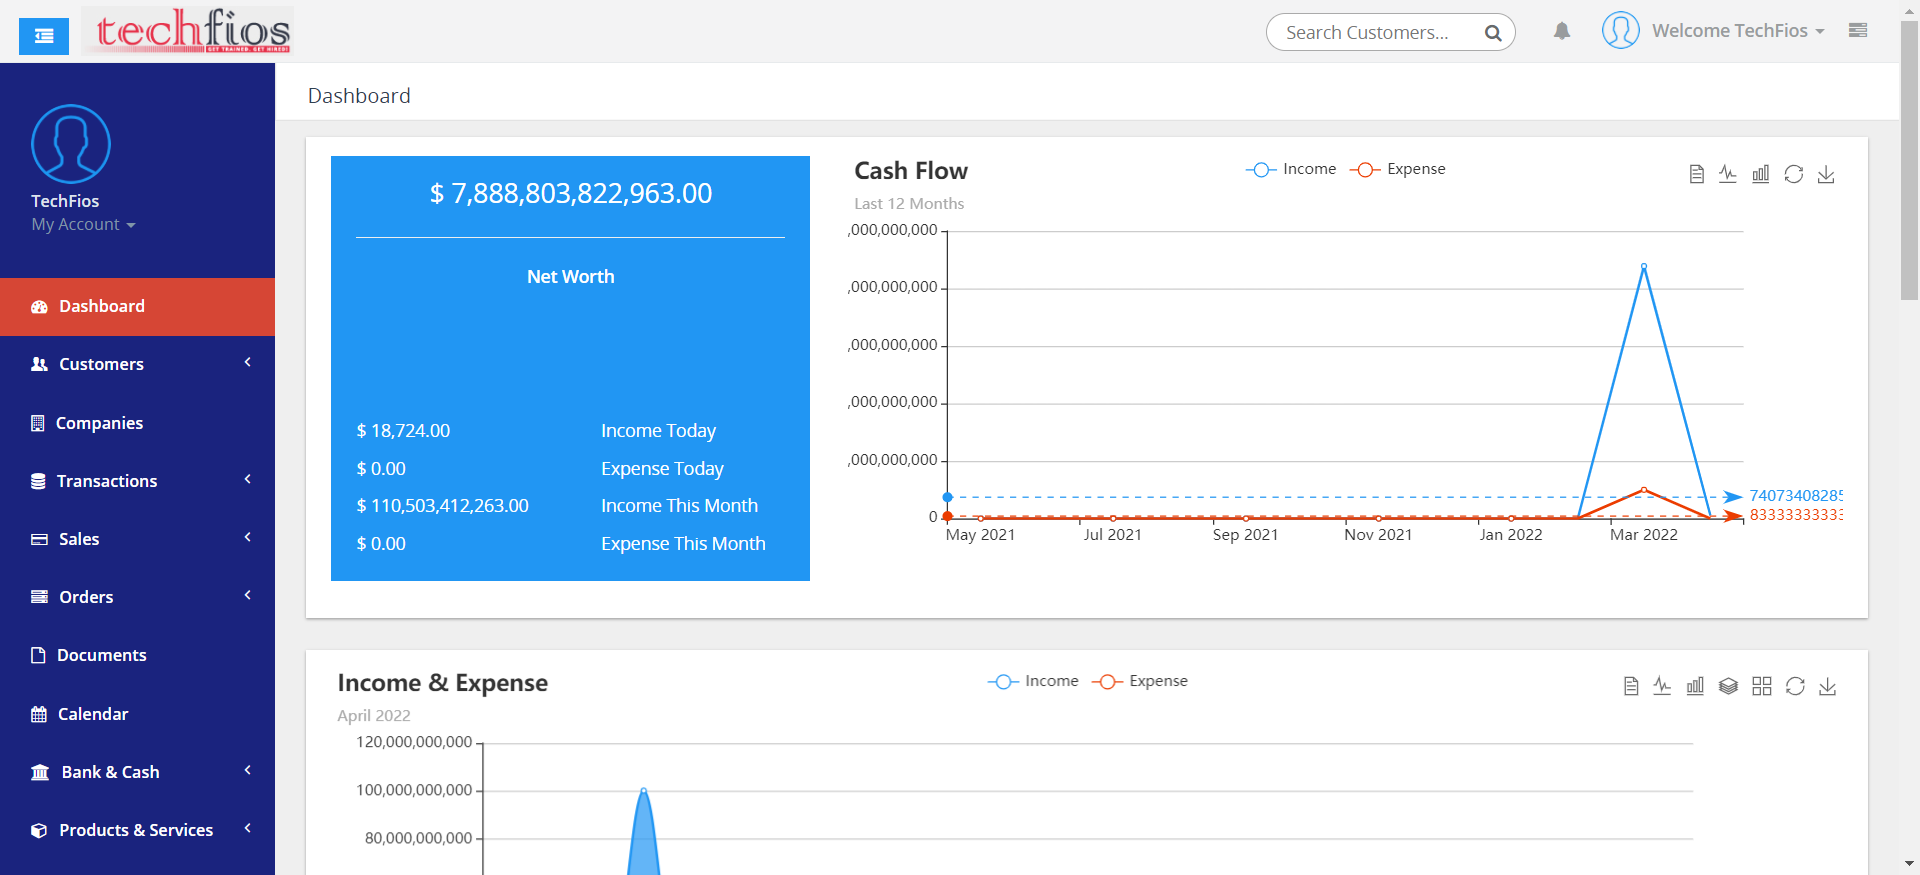 techfios
GET TRAINED. GET HIRED!
Search Customers...
Welcome TechFios
TechFios
My Account
Dashboard
Customers
Companies
Transactions
Sales
Orders
Documents
Calendar
Bank & Cash
Products & Services
Dashboard
$ 7,888,803,822,963.00
Net Worth
$ 18,724.00 Income Today
$ 0.00 Expense Today
$ 110,503,412,263.00 Income This Month
$ 0.00 Expense This Month
Cash Flow
Last 12 Months
Income Expense
,000,000,000
,000,000,000
,000,000,000
,000,000,000
,000,000,000
0
74073408285
83333333333
May 2021 Jul 2021 Sep 2021 Nov 2021 Jan 2022 Mar 2022
Income & Expense
April 2022
Income Expense
120,000,000,000
100,000,000,000
80,000,000,000